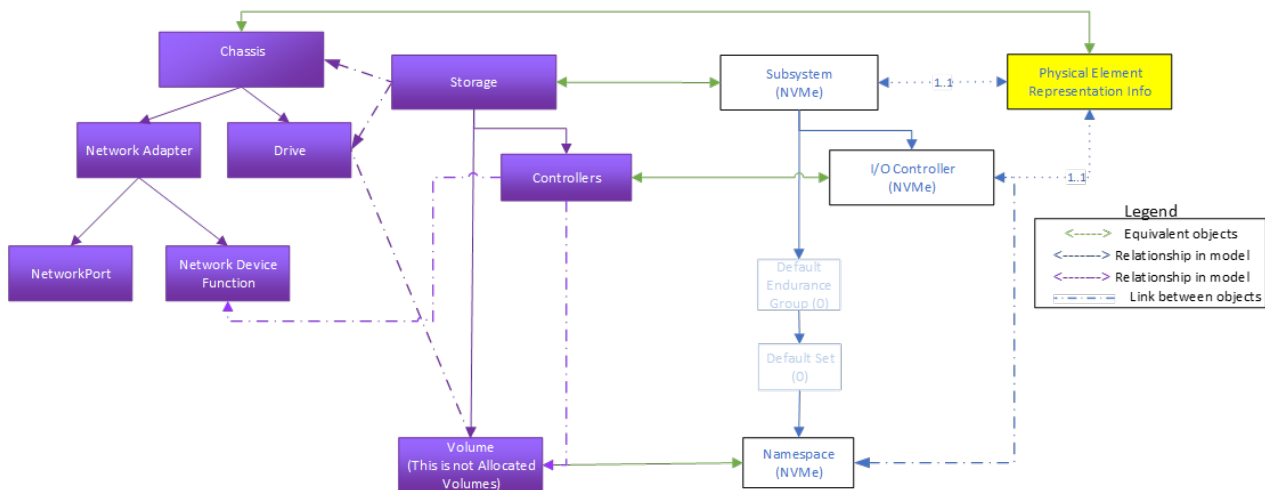 Chassis
Storage
Subsystem
(NVMe)
1..1
Physical Element
Representation Info
Network Adapter
Drive
Controllers
I/O Controller
(NVMe)
1..1
Legend
Equivalent objects
Relationship in model
Relationship in model
Link between objects
NetworkPort
Network Device
Function
Default
Endurance
Group (0)
Default Set
(0)
Volume
(This is not Allocated
Volumes)
Namespace
(NVMe)